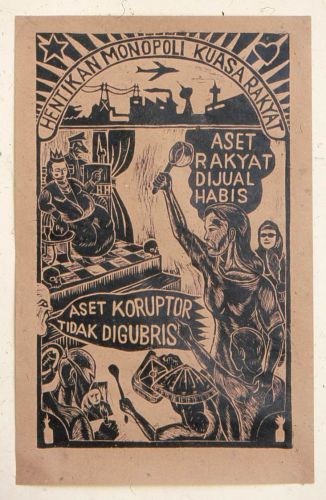 HENTIKAN MONOPOLI KUASA RAKYAT
ASET
RAKYAT
DIJUAL
HABIS
ASET KORUPTOR
TIDAK DIGUBRIS